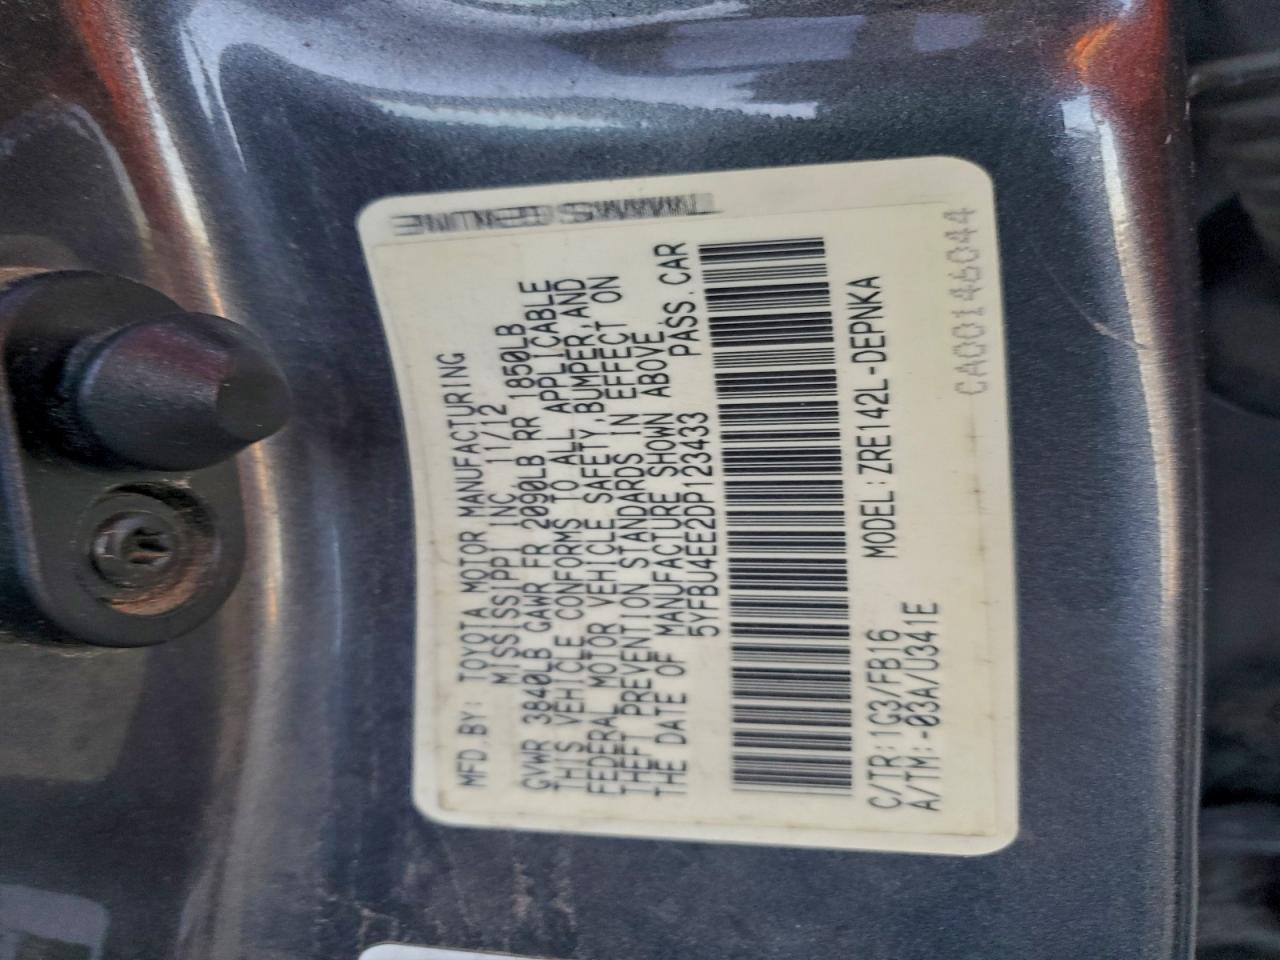 MFD.BY: TOYOTA MOTOR MANUFACTURING
MISSISSIPPI INC 11/12
GVWR 3840LB GAWR FR 2090LB RR 1850LB
THIS VEHICLE CONFORMS TO ALL APPLICABLE
FEDERAL MOTOR VEHICLE SAFETY,BUMPER,AND
THEFT PREVENTION STANDARDS IN EFFECT ON
THE DATE OF MANUFACTURE SHOWN ABOVE.
5YFBU4EE2DP123433 PASS.CAR
C/TR:1G3/FB16 MODEL:ZRE142L-DEPNKA
A/TM:-03A/U341E
CA00146044